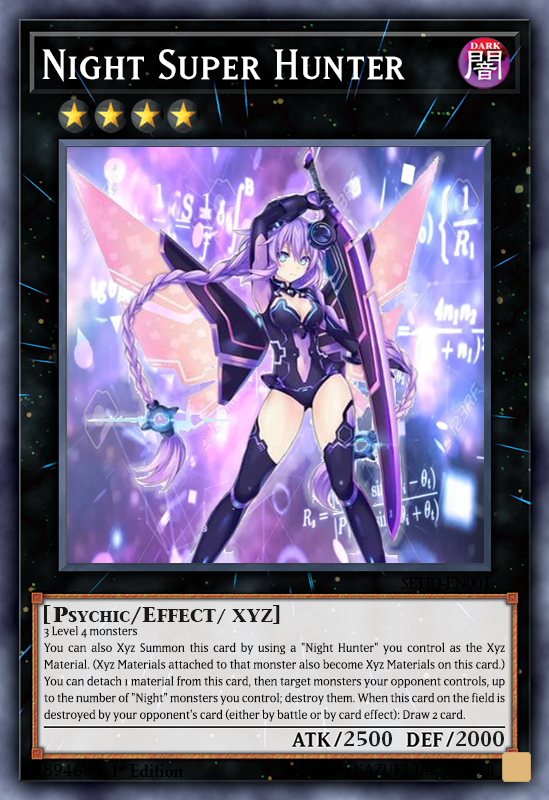 Night Super Hunter
DARK
闇
[Psychic/Effect/ XYZ]
3 Level 4 monsters
You can also Xyz Summon this card by using a "Night Hunter" you control as the Xyz
Material. (Xyz Materials attached to that monster also become Xyz Materials on this card.)
You can detach 1 material from this card, then target monsters your opponent controls, up
to the number of "Night" monsters you control; destroy them. When this card on the field is
destroyed by your opponent's card (either by battle or by card effect): Draw 2 card.
ATK/2500 DEF/2000
1st Edition